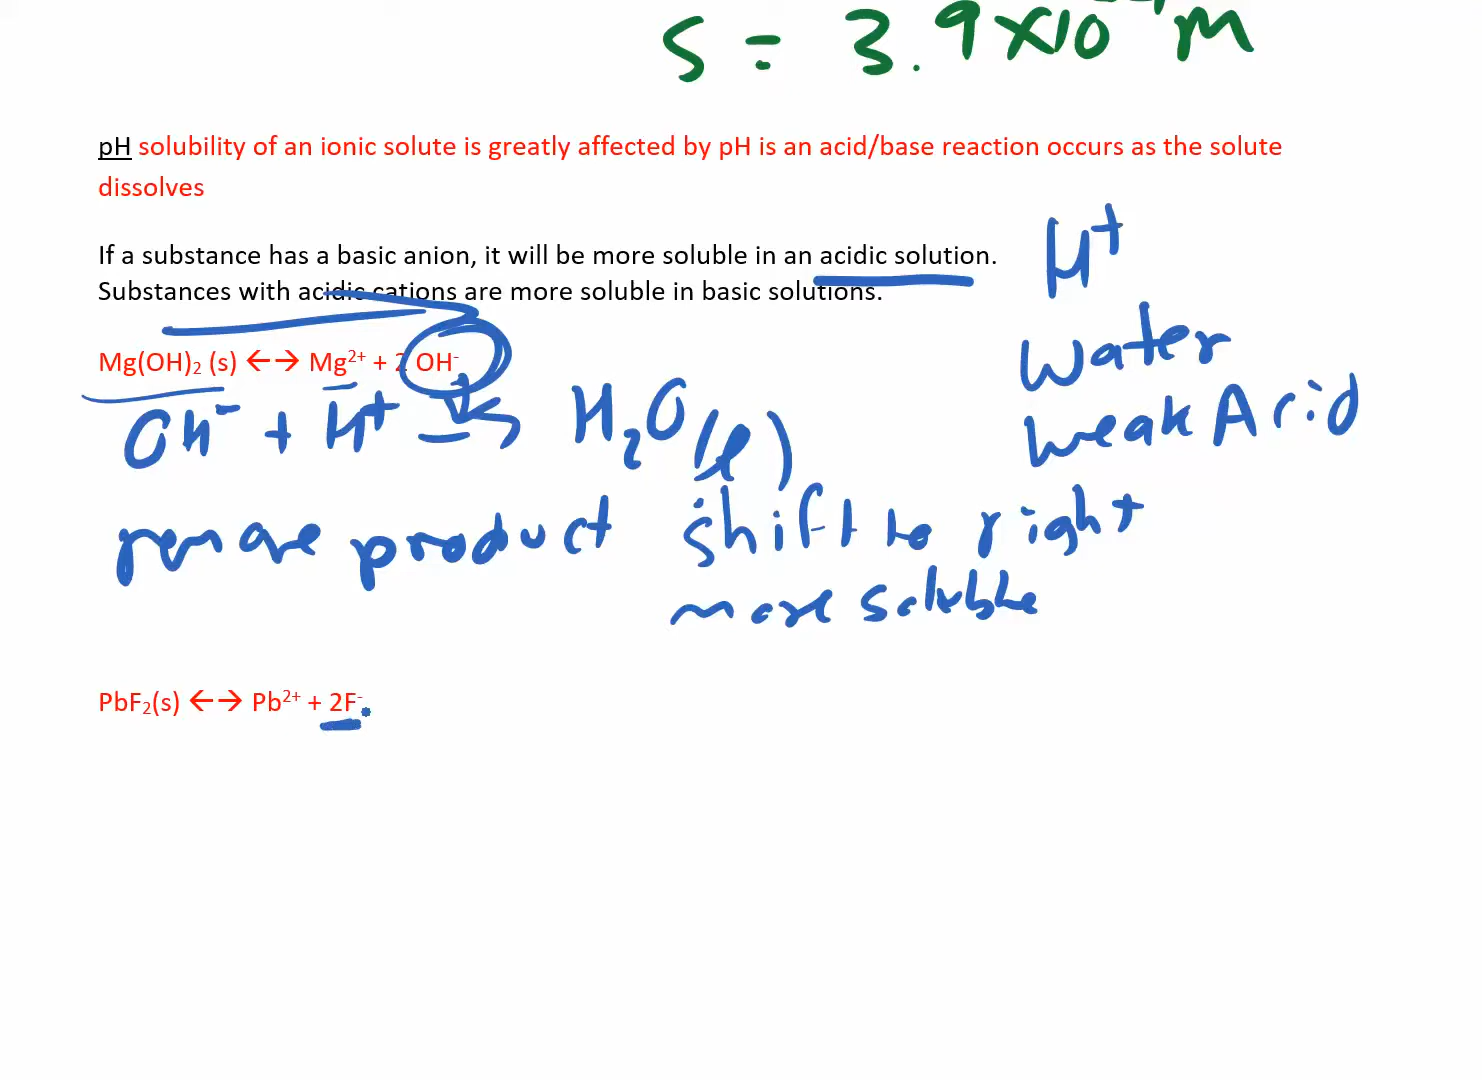 S = 3.9 x10 M
pH solubility of an ionic solute is greatly affected by pH is an acid/base reaction occurs as the solute
dissolves
If a substance has a basic anion, it will be more soluble in an acidic solution.
Substances with acidic cations are more soluble in basic solutions.
H⁺
water
weak Acid
Mg(OH)₂ (s) ←→ Mg²⁺ + 2 OH⁻
OH⁻ + H⁺ ⇌ H₂O(l)
remove product shift to right
more soluble
PbF₂(s) ←→ Pb²⁺ + 2F⁻